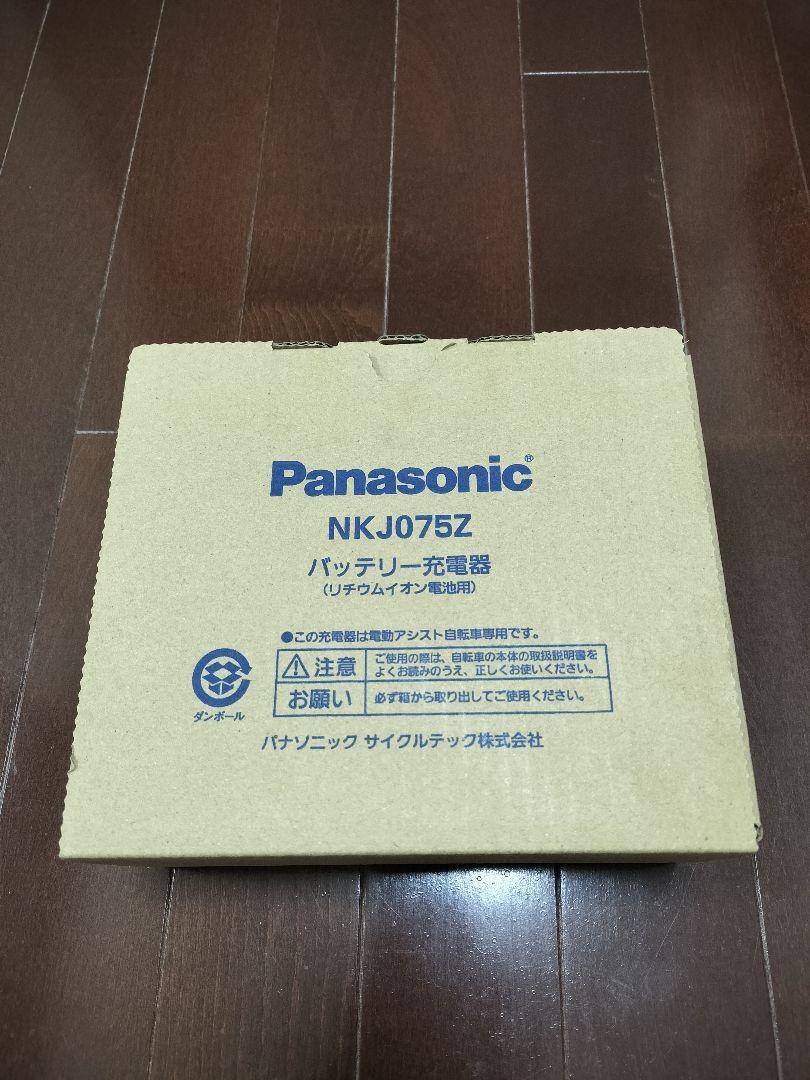 Panasonic®
NKJ075Z
バッテリー充電器
(リチウムイオン電池用)
●この充電器は電動アシスト自転車専用です。
注意
ご使用の際は、自転車の本体の取扱説明書を
よくお読みのうえ、正しくお使いください。
お願い
必ず箱から取り出してご使用ください。
ダンボール
パナソニック サイクルテック株式会社